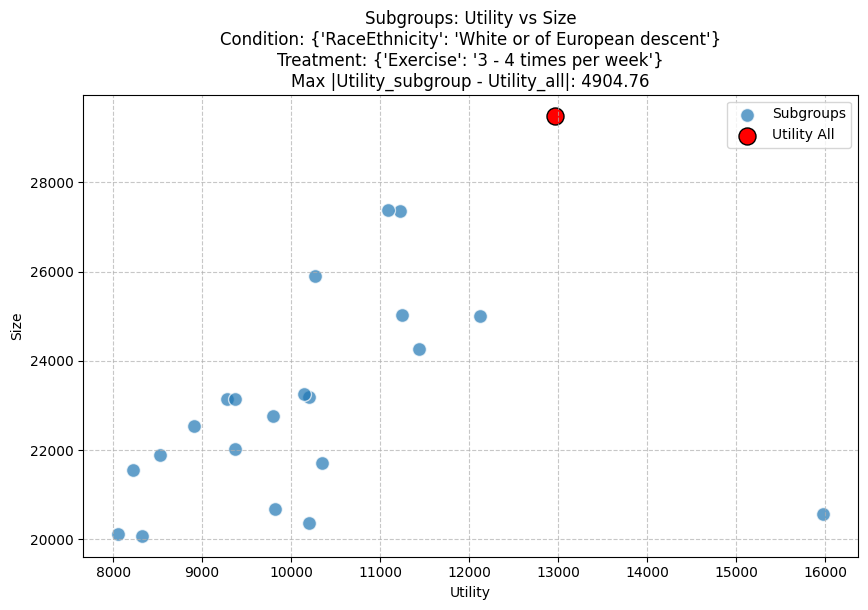 Subgroups: Utility vs Size
Condition: {'RaceEthnicity': 'White or of European descent'}
Treatment: {'Exercise': '3 - 4 times per week'}
Max |Utility_subgroup - Utility_all|: 4904.76
Subgroups
Utility All
28000
26000
24000
22000
20000
Size
8000 9000 10000 11000 12000 13000 14000 15000 16000
Utility